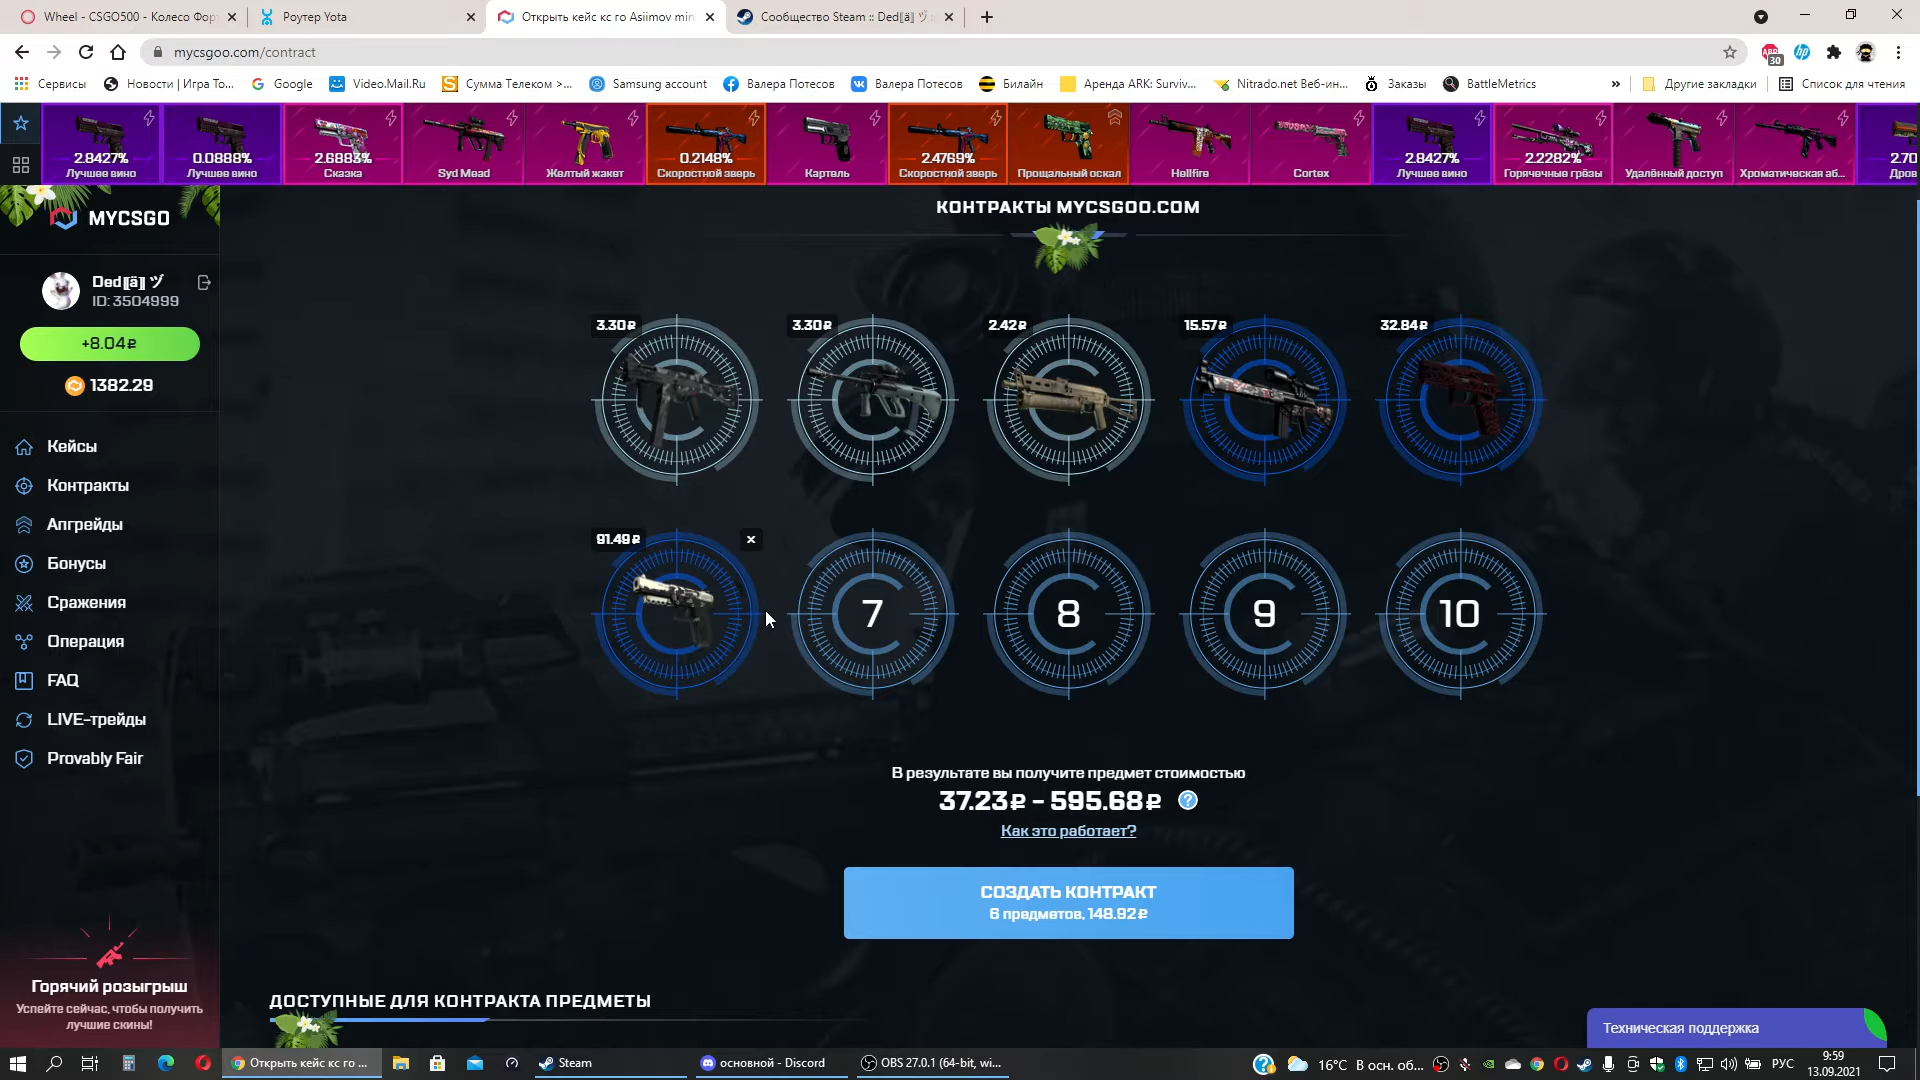 Wheel - CSGO500 - Колесо Фор
Роутер Yota
Открыть кейс кс го Asiimov mini
Сообщество Steam :: Ded⟦ä⟧ ヅ
mycsgoo.com/contract
ABP
30
Сервисы
Новости | Игра То...
Google
Video.Mail.Ru
Сумма Телеком >...
Samsung account
Валера Потесов
Валера Потесов
Билайн
Аренда ARK: Surviv...
Nitrado.net Веб-ин...
Заказы
BattleMetrics
»
Другие закладки
Список для чтения
2.8427%
Лучшее вино
0.0888%
Лучшее вино
2.6883%
Сказка
Syd Mead
Желтый жакет
0.2148%
Скоростной зверь
Картель
2.4769%
Скоростной зверь
Прощальный оскал
Hellfire
Cortex
2.8427%
Лучшее вино
2.2282%
Горячечные грёзы
Удалённый доступ
Хроматическая аб...
2.70
Дров
MYCSGO
Ded⟦ä⟧ ヅ
ID: 3504999
+8.04₽
1382.29
Кейсы
Контракты
Апгрейды
Бонусы
Сражения
Операция
FAQ
LIVE-трейды
Provably Fair
Горячий розыгрыш
Успейте сейчас, чтобы получить
лучшие скины!
КОНТРАКТЫ MYCSGOO.COM
3.30₽
3.30₽
2.42₽
15.57₽
32.84₽
91.49₽
7
8
9
10
В результате вы получите предмет стоимостью
37.23₽ - 595.68₽
?
Как это работает?
СОЗДАТЬ КОНТРАКТ
6 предметов, 148.92₽
ДОСТУПНЫЕ ДЛЯ КОНТРАКТА ПРЕДМЕТЫ
Техническая поддержка
Открыть кейс кс го ...
Steam
основной - Discord
OBS 27.0.1 (64-bit, wi...
16°C
В осн. об...
РУС
9:59
13.09.2021